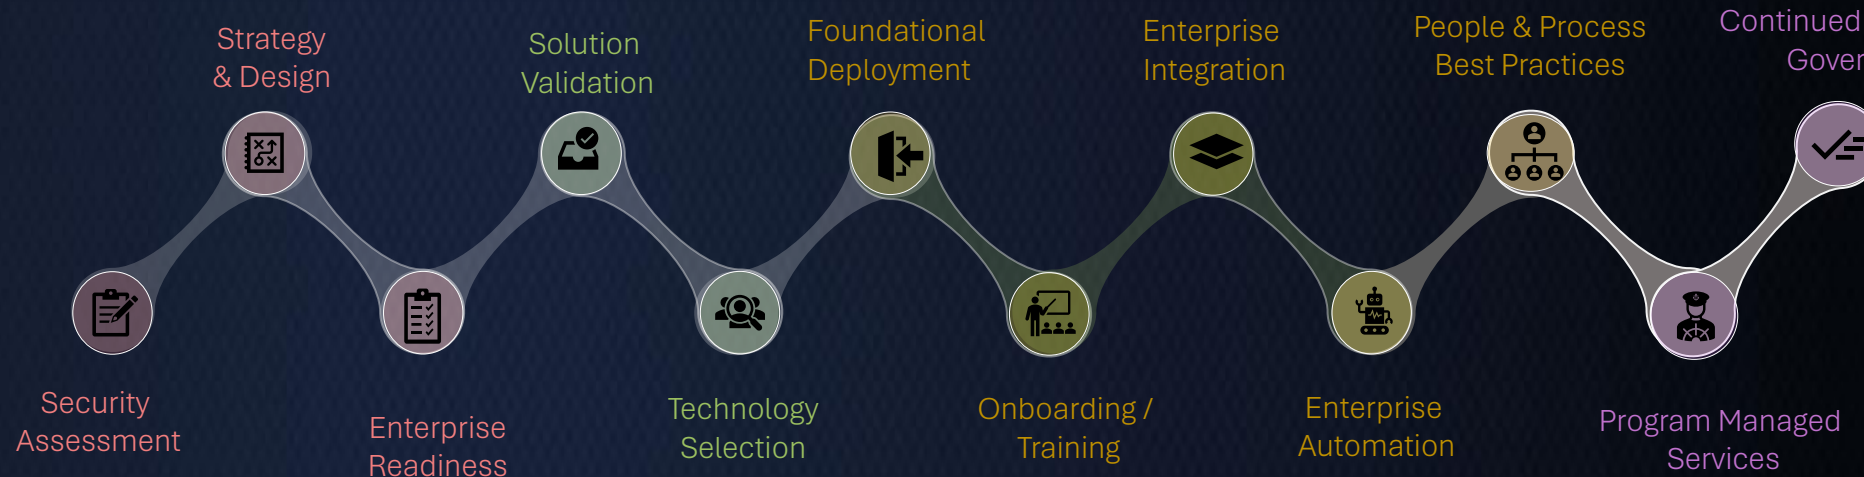 Security
Assessment
Strategy
& Design
Enterprise
Readiness
Solution
Validation
Technology
Selection
Foundational
Deployment
Onboarding /
Training
Enterprise
Integration
Enterprise
Automation
People & Process
Best Practices
Program Managed
Services
Continued